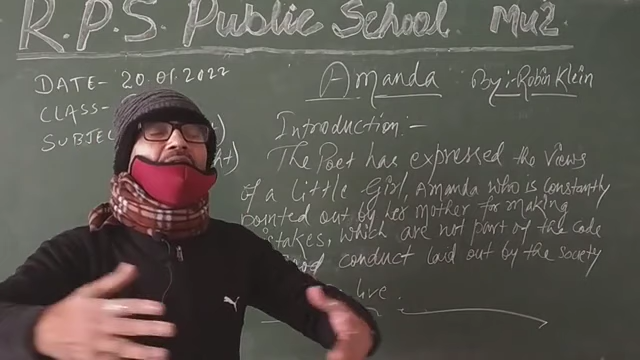 R.P.S. Public School Mu2
DATE- 20.01.2022
CLASS-
SUBJEC
Amanda By:- Robin Klein
Introduction:-
The Poet has expressed the views
of a little Girl, Amanda who is constantly
pointed out by her mother for making
istakes, which are not part of the code
conduct laid out by the society
live.